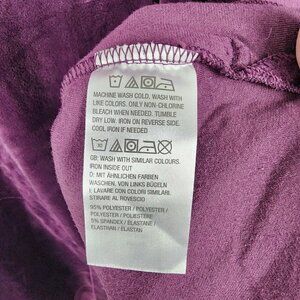 MACHINE WASH COLD. WASH WITH
LIKE COLORS. ONLY NON-CHLORINE
BLEACH WHEN NEEDED. TUMBLE
DRY LOW. IRON ON REVERSE SIDE.
COOL IRON IF NEEDED
GB: WASH WITH SIMILAR COLOURS.
IRON INSIDE OUT
D: MIT ÄHNLICHEN FARBEN
WASCHEN, VON LINKS BÜGELN
I: LAVARE CON COLORI SIMILARI.
STIRARE AL ROVESCIO
95% POLYESTER / POLYESTER /
POLYESTER / POLIESTERE
5% SPANDEX / ELASTANE /
ELASTHAN / ELASTAN